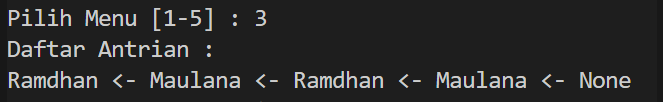 Pilih Menu [1-5] : 3
Daftar Antrian :
Ramdhan <- Maulana <- Ramdhan <- Maulana <- None